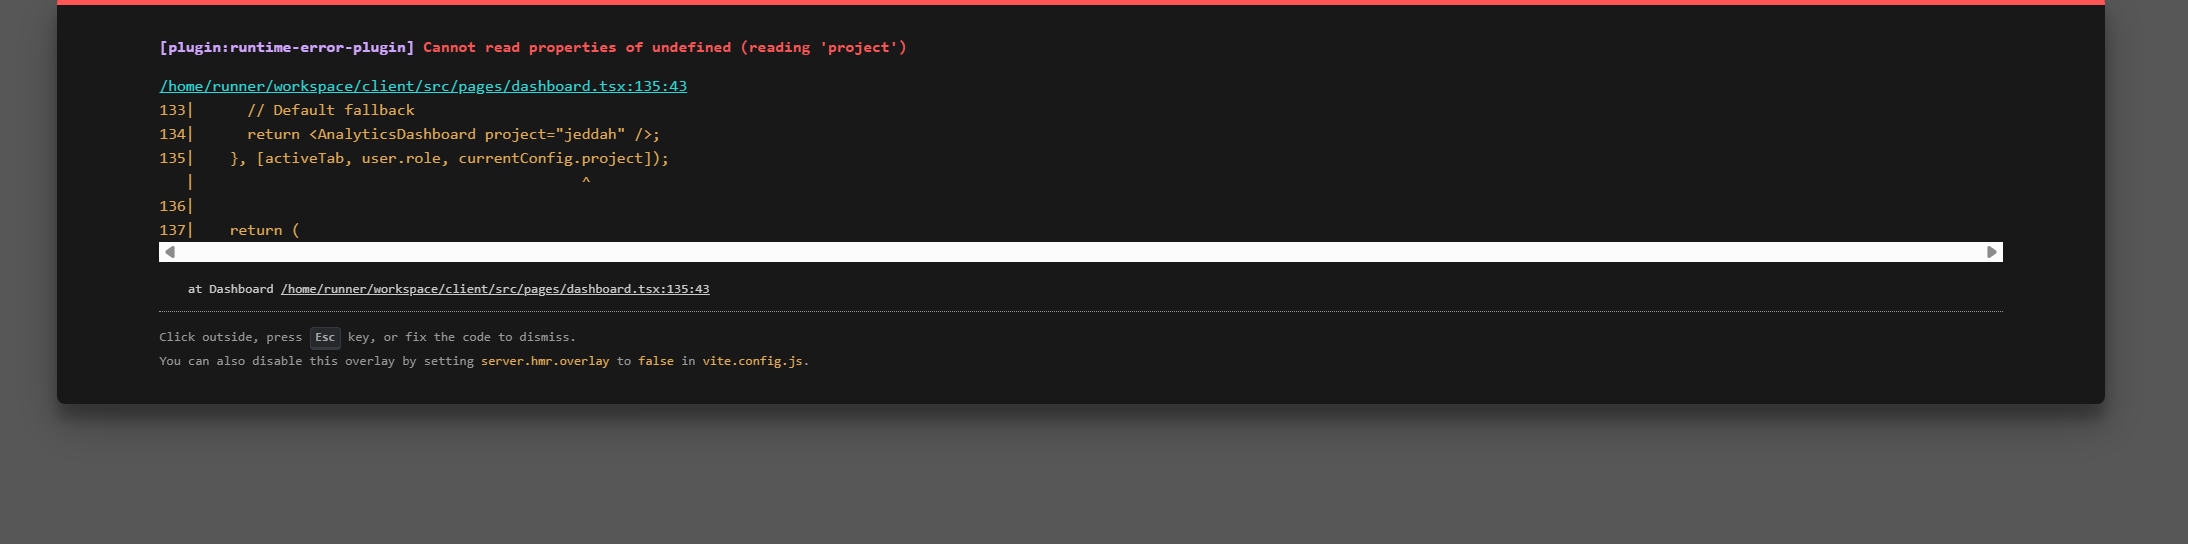 [plugin:runtime-error-plugin] Cannot read properties of undefined (reading 'project')
/home/runner/workspace/client/src/pages/dashboard.tsx:135:43
133|      // Default fallback
134|      return <AnalyticsDashboard project="jeddah" />;
135|    }, [activeTab, user.role, currentConfig.project]);
   |                                            ^
136|
137|    return (
at Dashboard /home/runner/workspace/client/src/pages/dashboard.tsx:135:43
Click outside, press Esc key, or fix the code to dismiss.
You can also disable this overlay by setting server.hmr.overlay to false in vite.config.js.